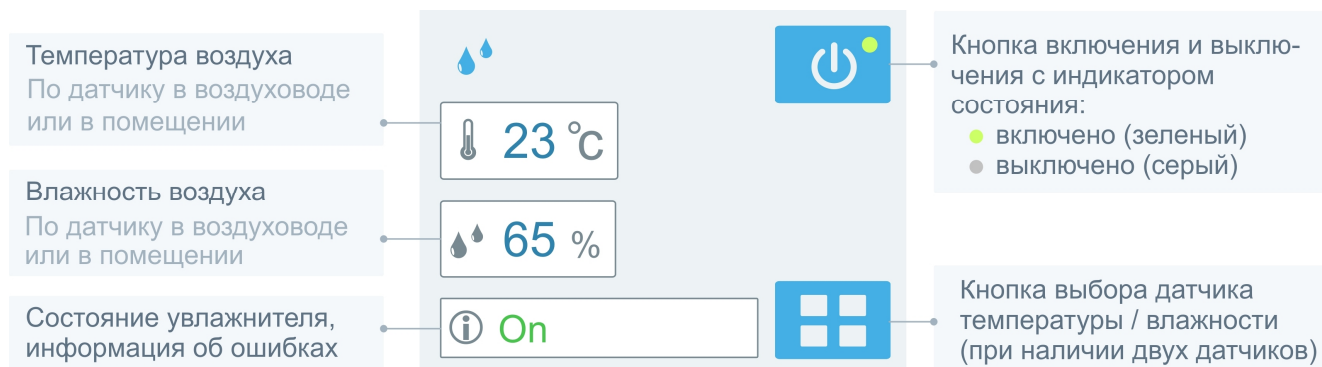 Температура воздуха
По датчику в воздуховоде
или в помещении
Влажность воздуха
По датчику в воздуховоде
или в помещении
Состояние увлажнителя,
информация об ошибках
23 °C
65 %
On
Кнопка включения и выклю-
чения с индикатором
состояния:
включено (зеленый)
выключено (серый)
Кнопка выбора датчика
температуры / влажности
(при наличии двух датчиков)